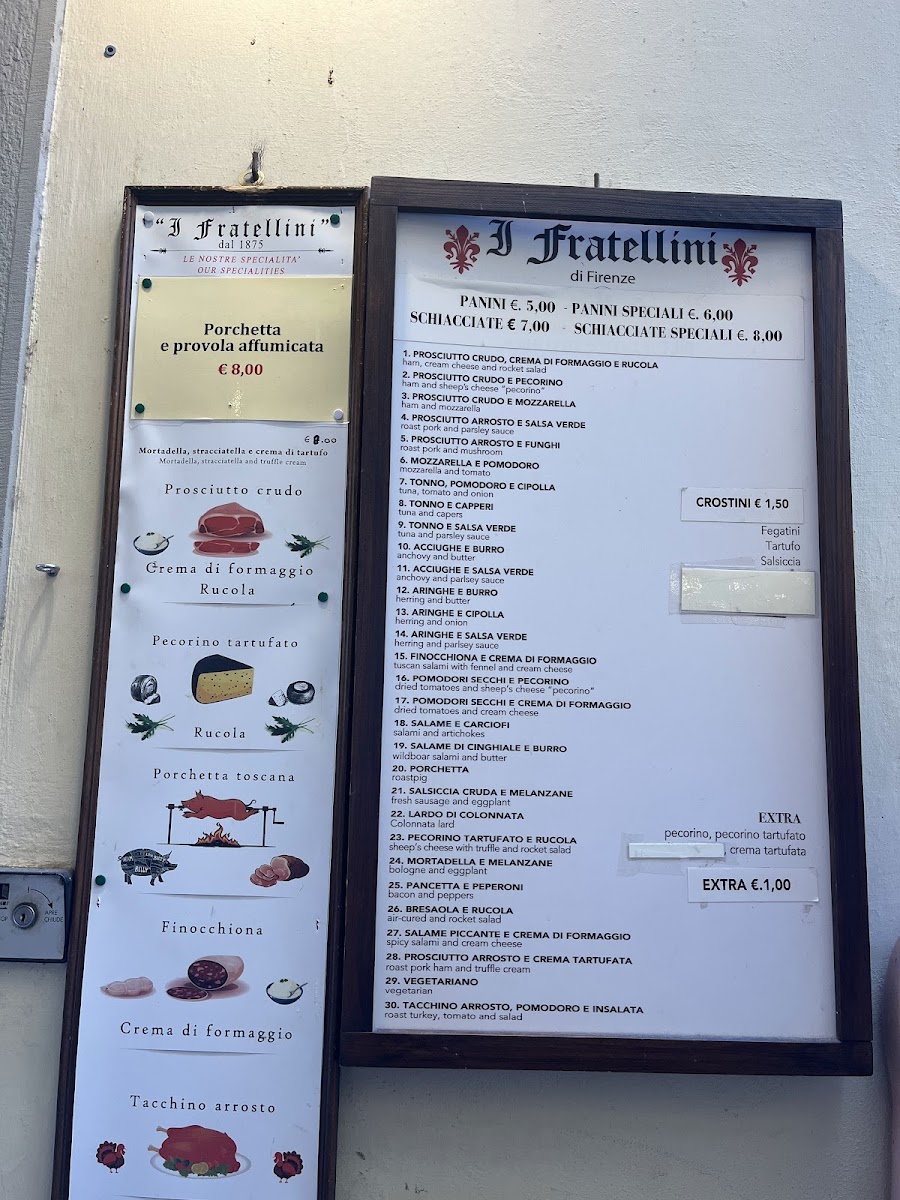 "I Fratellini"
dal 1875
LE NOSTRE SPECIALITA'
OUR SPECIALITIES
Porchetta
e provola affumicata
€ 8,00
Mortadella, stracciatella e crema di tartufo
Mortadella, stracciatella and truffle cream
Prosciutto crudo
Crema di formaggio
Rucola
Pecorino tartufato
Rucola
Porchetta toscana
Finocchiona
Crema di formaggio
Tacchino arrosto
I Fratellini
di Firenze
PANINI €. 5,00 - PANINI SPECIALI €. 6,00
SCHIACCIATE € 7,00 - SCHIACCIATE SPECIALI €. 8,00
1. PROSCIUTTO CRUDO, CREMA DI FORMAGGIO E RUCOLA
ham, cream cheese and rocket salad
2. PROSCIUTTO CRUDO E PECORINO
ham and sheep's cheese "pecorino"
3. PROSCIUTTO CRUDO E MOZZARELLA
ham and mozzarella
4. PROSCIUTTO ARROSTO E SALSA VERDE
roast pork and parsley sauce
5. PROSCIUTTO ARROSTO E FUNGHI
roast pork and mushroom
6. MOZZARELLA E POMODORO
mozzarella and tomato
7. TONNO, POMODORO E CIPOLLA
tuna, tomato and onion
8. TONNO E CAPPERI
tuna and capers
9. TONNO E SALSA VERDE
tuna and parsley sauce
10. ACCIUGHE E BURRO
anchovy and butter
11. ACCIUGHE E SALSA VERDE
anchovy and parlsey sauce
12. ARINGHE E BURRO
herring and butter
13. ARINGHE E CIPOLLA
herring and onion
14. ARINGHE E SALSA VERDE
herring and parlsey sauce
15. FINOCCHIONA E CREMA DI FORMAGGIO
tuscan salami with fennel and cream cheese
16. POMODORI SECCHI E PECORINO
dried tomatoes and sheep's cheese "pecorino"
17. POMODORI SECCHI E CREMA DI FORMAGGIO
dried tomatoes and cream cheese
18. SALAME E CARCIOFI
salami and artichokes
19. SALAME DI CINGHIALE E BURRO
wildboar salami and butter
20. PORCHETTA
roastpig
21. SALSICCIA CRUDA E MELANZANE
fresh sausage and eggplant
22. LARDO DI COLONNATA
Colonnata lard
23. PECORINO TARTUFATO E RUCOLA
sheep's cheese with truffle and rocket salad
24. MORTADELLA E MELANZANE
bologne and eggplant
25. PANCETTA E PEPERONI
bacon and peppers
26. BRESAOLA E RUCOLA
air-cured and rocket salad
27. SALAME PICCANTE E CREMA DI FORMAGGIO
spicy salami and cream cheese
28. PROSCIUTTO ARROSTO E CREMA TARTUFATA
roast pork ham and truffle cream
29. VEGETARIANO
vegetarian
30. TACCHINO ARROSTO, POMODORO E INSALATA
roast turkey, tomato and salad
CROSTINI € 1,50
Fegatini
Tartufo
Salsiccia
EXTRA
pecorino, pecorino tartufato
, crema tartufata
EXTRA €.1,00
APRE
CHIUDE